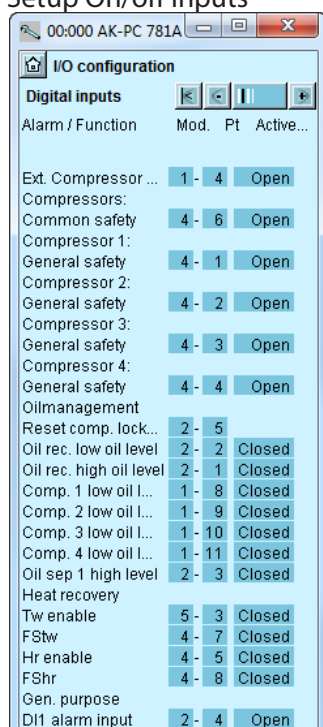 Setup On/off inputs
00:000 AK-PC 781A
I/O configuration
Digital inputs
Alarm / Function Mod. Pt Active...
Ext. Compressor ... 1 - 4 Open
Compressors:
Common safety 4 - 6 Open
Compressor 1:
General safety 4 - 1 Open
Compressor 2:
General safety 4 - 2 Open
Compressor 3:
General safety 4 - 3 Open
Compressor 4:
General safety 4 - 4 Open
Oilmanagement
Reset comp. lock... 2 - 5
Oil rec. low oil level 2 - 2 Closed
Oil rec. high oil level 2 - 1 Closed
Comp. 1 low oil l... 1 - 8 Closed
Comp. 2 low oil l... 1 - 9 Closed
Comp. 3 low oil l... 1 - 10 Closed
Comp. 4 low oil l... 1 - 11 Closed
Oil sep 1 high level 2 - 3 Closed
Heat recovery
Tw enable 5 - 3 Closed
FStw 4 - 7 Closed
Hr enable 4 - 5 Closed
FShr 4 - 8 Closed
Gen. purpose
DI1 alarm input 2 - 4 Open